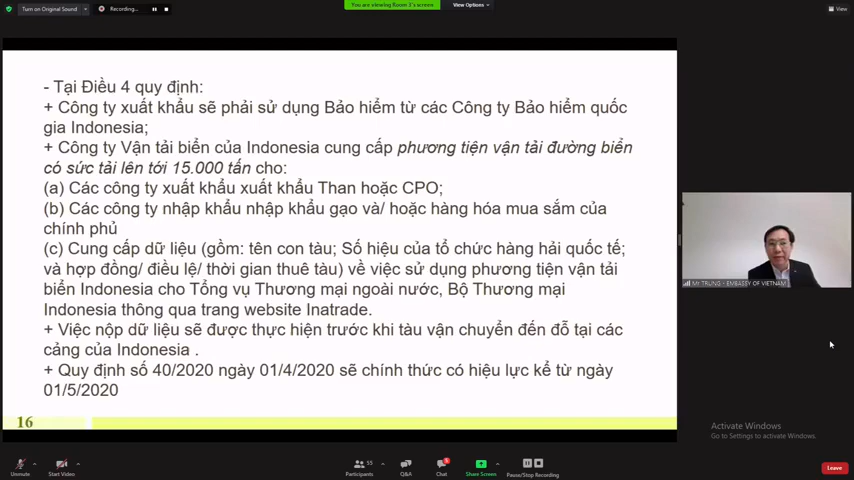 Turn on Original Sound
Recording...
You are viewing Room 3's screen
View Options
View
- Tại Điều 4 quy định:
+ Công ty xuất khẩu sẽ phải sử dụng Bảo hiểm từ các Công ty Bảo hiểm quốc
gia Indonesia;
+ Công ty Vận tải biển của Indonesia cung cấp phương tiện vận tải đường biển
có sức tải lên tới 15.000 tấn cho:
(a) Các công ty xuất khẩu xuất khẩu Than hoặc CPO;
(b) Các công ty nhập khẩu nhập khẩu gạo và/ hoặc hàng hóa mua sắm của
chính phủ
(c) Cung cấp dữ liệu (gồm: tên con tàu; Số hiệu của tổ chức hàng hải quốc tế;
và hợp đồng/ điều lệ/ thời gian thuê tàu) về việc sử dụng phương tiện vận tải
biển Indonesia cho Tổng vụ Thương mại ngoài nước, Bộ Thương mại
Indonesia thông qua trang website Inatrade.
+ Việc nộp dữ liệu sẽ được thực hiện trước khi tàu vận chuyển đến đỗ tại các
cảng của Indonesia .
+ Quy định số 40/2020 ngày 01/4/2020 sẽ chính thức có hiệu lực kể từ ngày
01/5/2020
16
Mr TRUNG - EMBASSY OF VIETNAM
Activate Windows
Go to Settings to activate Windows.
Unmute
Start Video
55
Participants
Q&A
Chat
Share Screen
Pause/Stop Recording
Leave